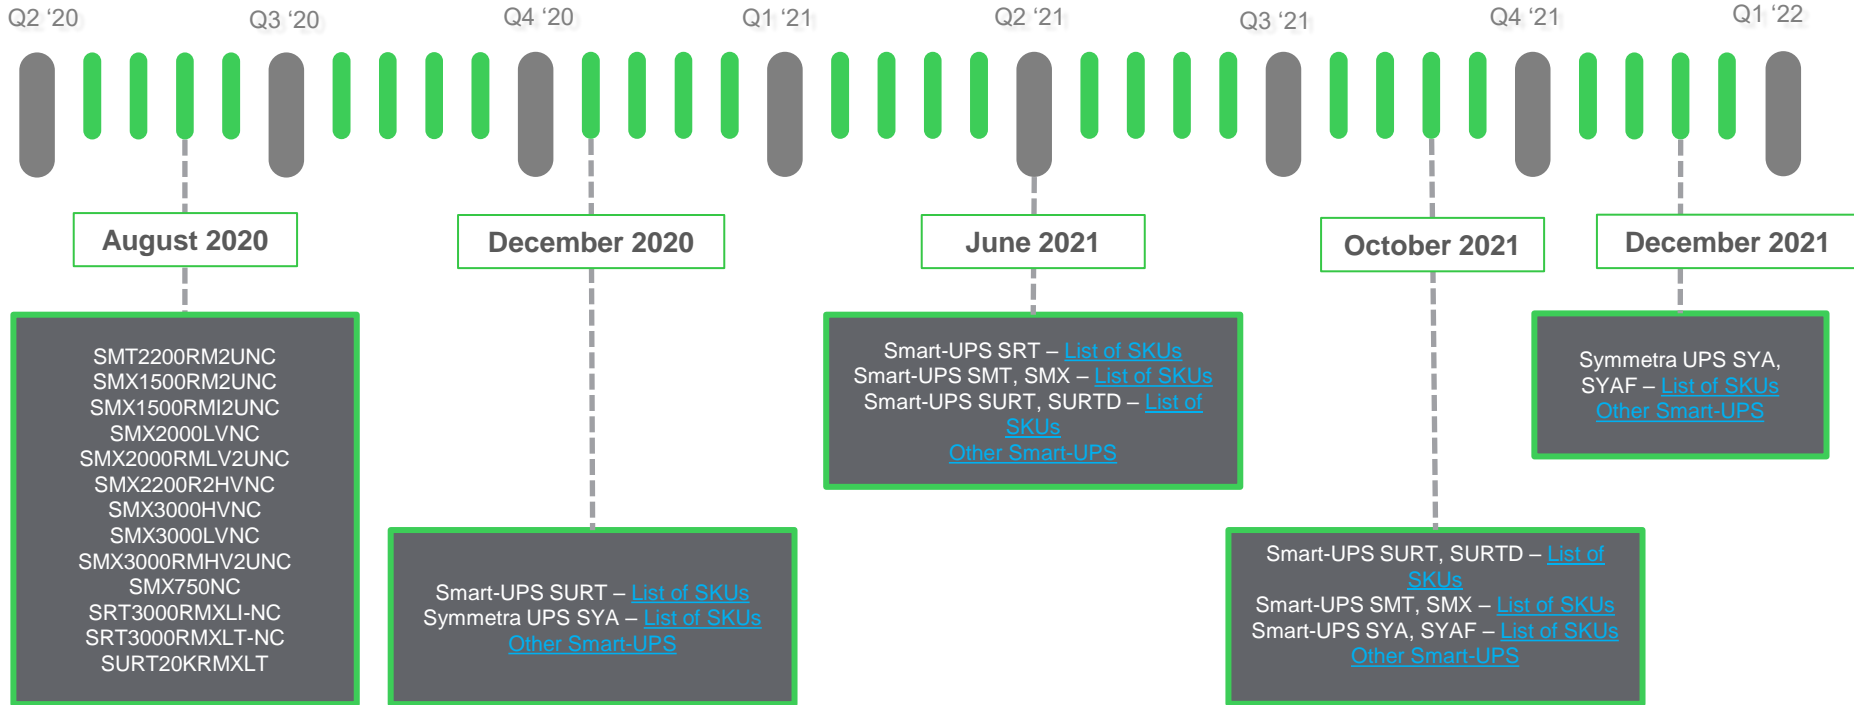 Q2 ‘20
Q3 ‘20
Q4 ‘20
Q1 ‘21
Q2 ‘21
Q3 ‘21
Q4 ‘21
Q1 ‘22
August 2020
December 2020
June 2021
October 2021
December 2021
SMT2200RM2UNC
SMX1500RM2UNC
SMX1500RMI2UNC
SMX2000LVNC
SMX2000RMLV2UNC
SMX2200R2HVNC
SMX3000HVNC
SMX3000LVNC
SMX3000RMHV2UNC
SMX750NC
SRT3000RMXLI-NC
SRT3000RMXLT-NC
SURT20KRMXLT
Smart-UPS SURT – List of SKUs
Symmetra UPS SYA – List of SKUs
Other Smart-UPS
Smart-UPS SRT – List of SKUs
Smart-UPS SMT, SMX – List of SKUs
Smart-UPS SURT, SURTD – List of
SKUs
Other Smart-UPS
Smart-UPS SURT, SURTD – List of
SKUs
Smart-UPS SMT, SMX – List of SKUs
Smart-UPS SYA, SYAF – List of SKUs
Other Smart-UPS
Symmetra UPS SYA,
SYAF – List of SKUs
Other Smart-UPS